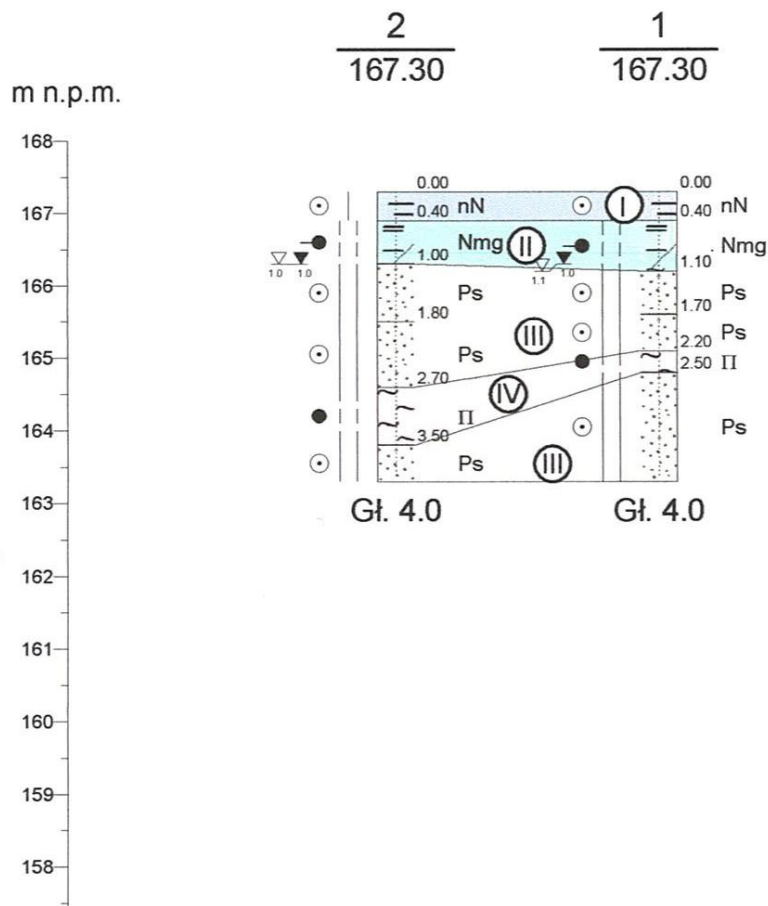 2 1
167.30 167.30
m n.p.m.
168
0.00 0.00
167 0.40 nN I 0.40 nN
Nmg II Nmg
1.00 1.10
1.0 1.0 1.1 1.0
166 Ps Ps
1.80 1.70
III Ps
165 Ps 2.20
2.70 2.50 Π
IV
164 Π Ps
3.50
Ps III
163
Gł. 4.0 Gł. 4.0
162
161
160
159
158